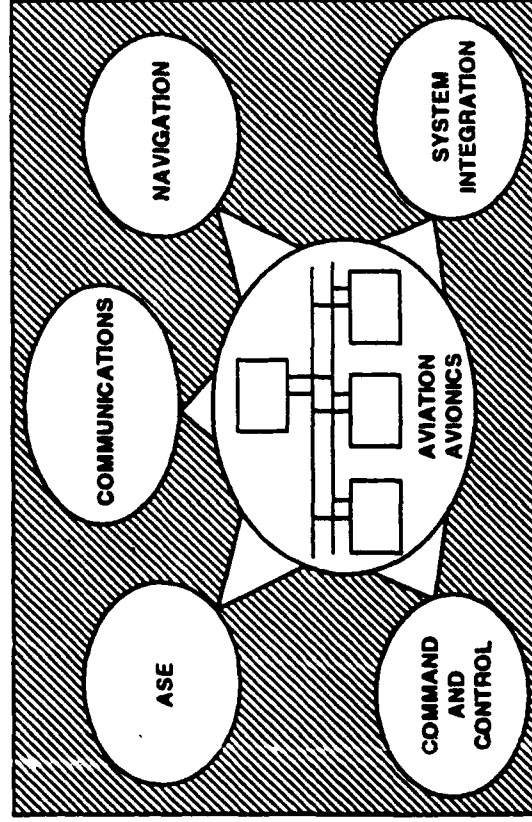 COMMUNICATIONS
ASE
NAVIGATION
AVIATION
AVIONICS
COMMAND
AND
CONTROL
SYSTEM
INTEGRATION